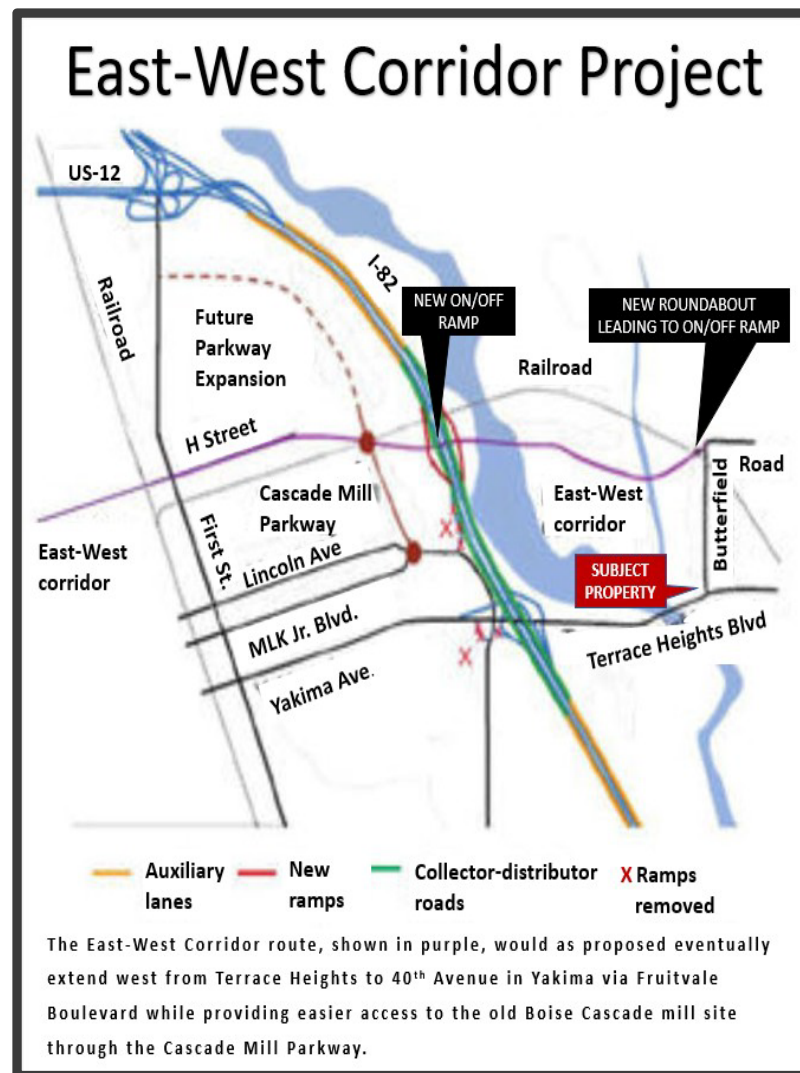 East-West Corridor Project
US-12
I-82
Railroad
NEW ON/OFF
RAMP
NEW ROUNDABOUT
LEADING TO ON/OFF RAMP
Future
Parkway
Expansion
Railroad
H Street
Butterfield
Road
Cascade Mill
Parkway
East-West
corridor
East-West
corridor
First St.
Lincoln Ave
X
SUBJECT
PROPERTY
MLK Jr. Blvd.
Terrace Heights Blvd
X
Yakima Ave.
Auxiliary
lanes
New
ramps
Collector-distributor
roads
X Ramps
removed
The East-West Corridor route, shown in purple, would as proposed eventually
extend west from Terrace Heights to 40th Avenue in Yakima via Fruitvale
Boulevard while providing easier access to the old Boise Cascade mill site
through the Cascade Mill Parkway.